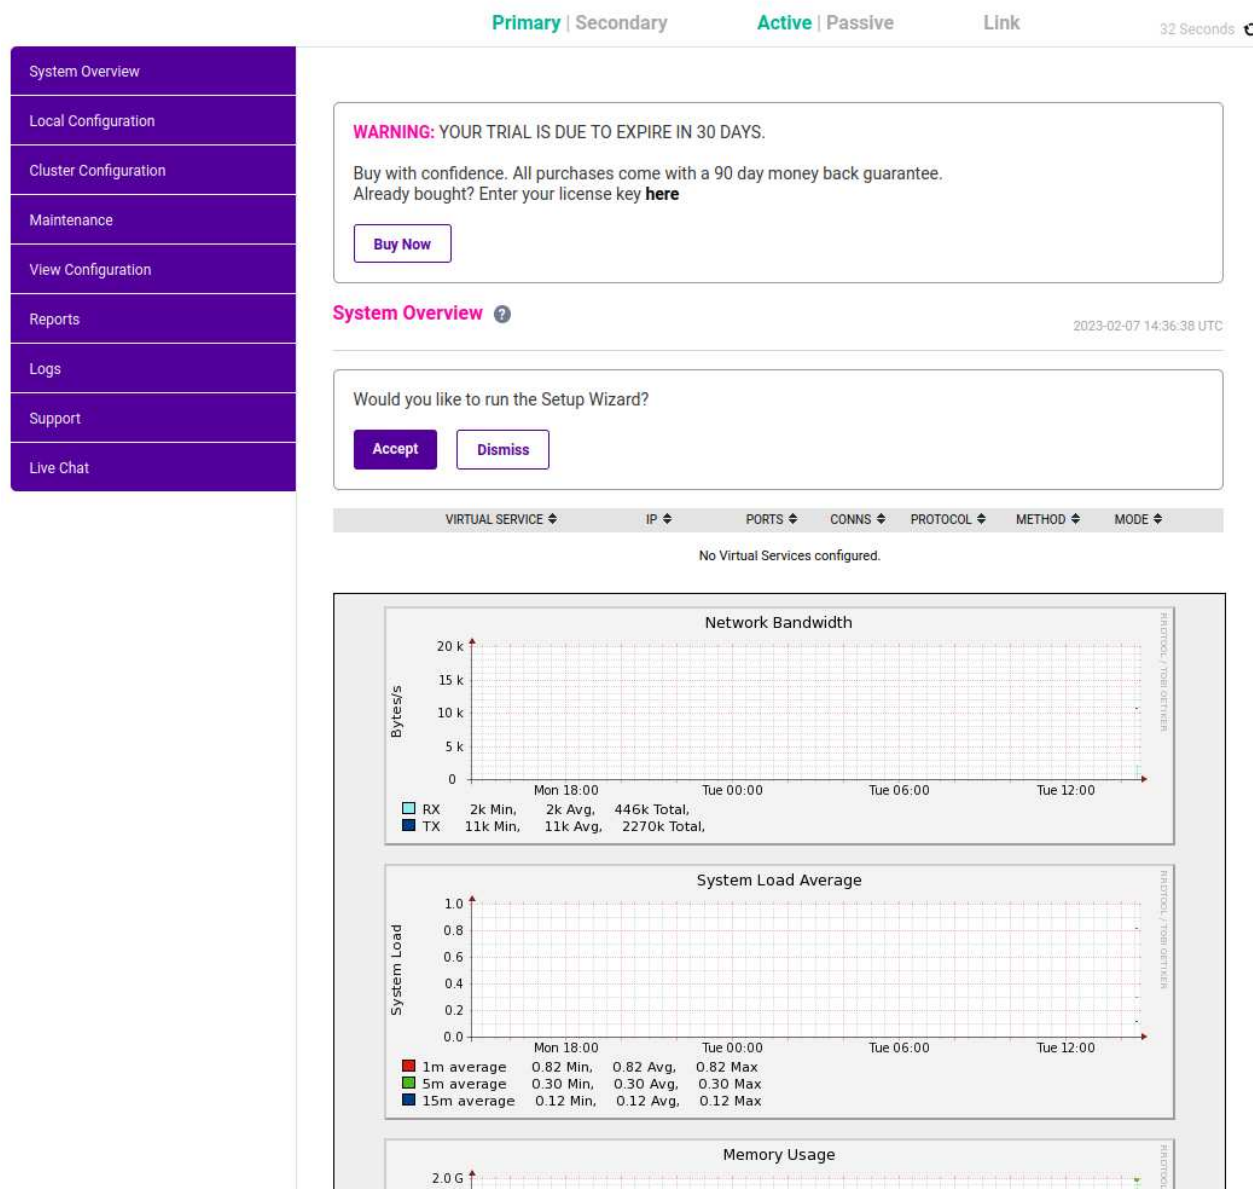 Primary | Secondary Active | Passive Link 32 Seconds
System Overview
Local Configuration
Cluster Configuration
Maintenance
View Configuration
Reports
Logs
Support
Live Chat
WARNING: YOUR TRIAL IS DUE TO EXPIRE IN 30 DAYS.
Buy with confidence. All purchases come with a 90 day money back guarantee.
Already bought? Enter your license key here
Buy Now
System Overview ?
2023-02-07 14:36:38 UTC
Would you like to run the Setup Wizard?
Accept Dismiss
VIRTUAL SERVICE IP PORTS CONNS PROTOCOL METHOD MODE
No Virtual Services configured.
Network Bandwidth
RRDTOOL / TOBI OETIKER
Bytes/s
20 k
15 k
10 k
5 k
0
Mon 18:00 Tue 00:00 Tue 06:00 Tue 12:00
RX 2k Min, 2k Avg, 446k Total,
TX 11k Min, 11k Avg, 2270k Total,
System Load Average
RRDTOOL / TOBI OETIKER
System Load
1.0
0.8
0.6
0.4
0.2
0.0
Mon 18:00 Tue 00:00 Tue 06:00 Tue 12:00
1m average 0.82 Min, 0.82 Avg, 0.82 Max
5m average 0.30 Min, 0.30 Avg, 0.30 Max
15m average 0.12 Min, 0.12 Avg, 0.12 Max
Memory Usage
RRDTOOL
2.0 G